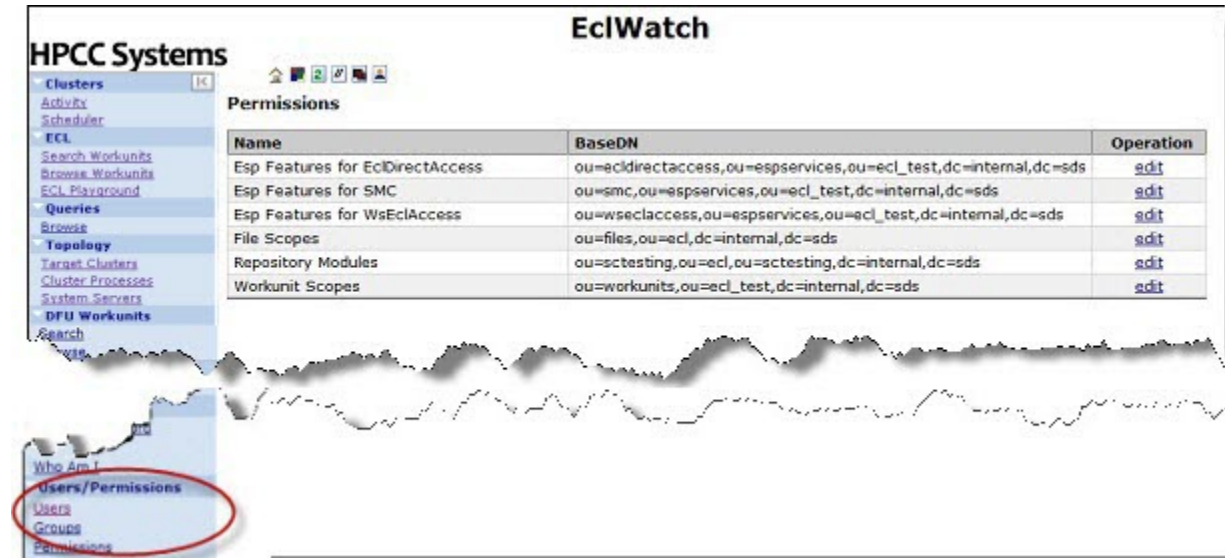 EclWatch
HPCC Systems
Clusters
Activity
Scheduler
ECL
Search Workunits
Browse Workunits
ECL Playground
Queries
Browse
Topology
Target Clusters
Cluster Processes
System Servers
DFU Workunits
Search
Permissions
Name BaseDN Operation
Esp Features for EclDirectAccess ou=ecldirectaccess,ou=espservices,ou=ecl_test,dc=internal,dc=sds edit
Esp Features for SMC ou=smc,ou=espservices,ou=ecl_test,dc=internal,dc=sds edit
Esp Features for WsEclAccess ou=wseclaccess,ou=espservices,ou=ecl_test,dc=internal,dc=sds edit
File Scopes ou=files,ou=ecl,dc=internal,dc=sds edit
Repository Modules ou=sctesting,ou=ecl,ou=sctesting,dc=internal,dc=sds edit
Workunit Scopes ou=workunits,ou=ecl_test,dc=internal,dc=sds edit
Who Am I
Users/Permissions
Users
Groups
Permissions